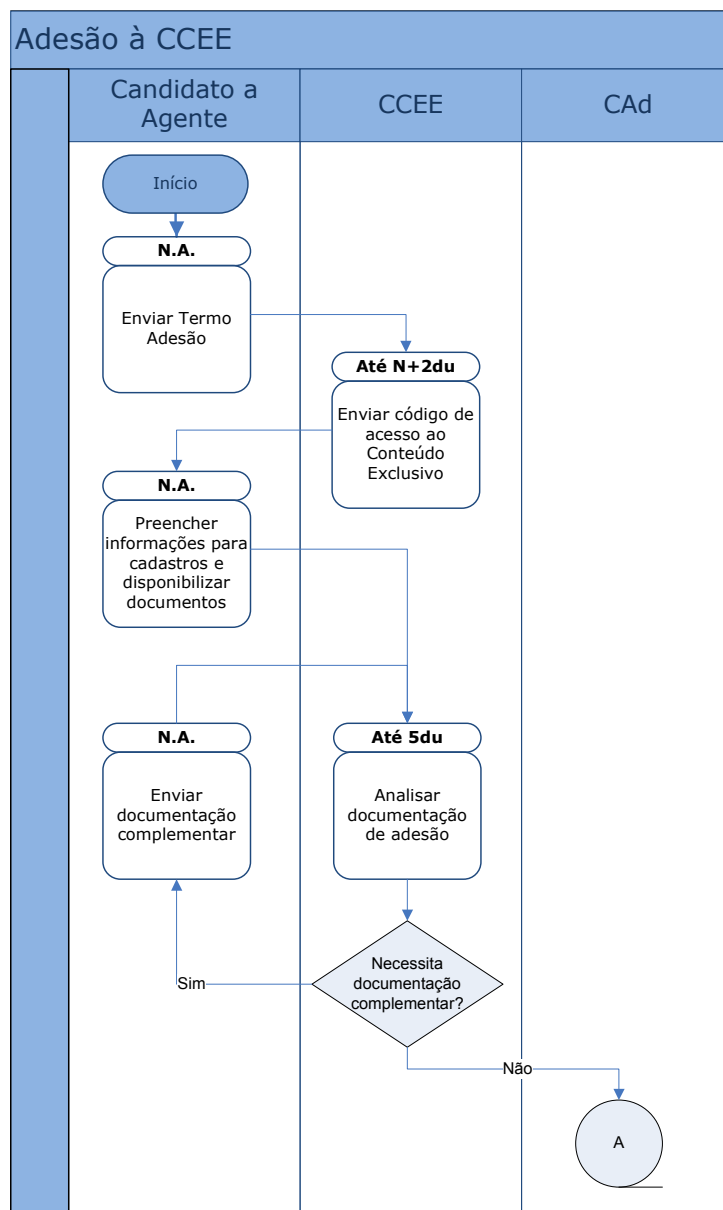 Adesão à CCEE
Candidato a
Agente
CCEE
CAd
Início
N.A.
Enviar Termo
Adesão
Até N+2du
Enviar código de
acesso ao
Conteúdo
Exclusivo
N.A.
Preencher
informações para
cadastros e
disponibilizar
documentos
N.A.
Enviar
documentação
complementar
Até 5du
Analisar
documentação
de adesão
Necessita
documentação
complementar?
Sim
Não
A